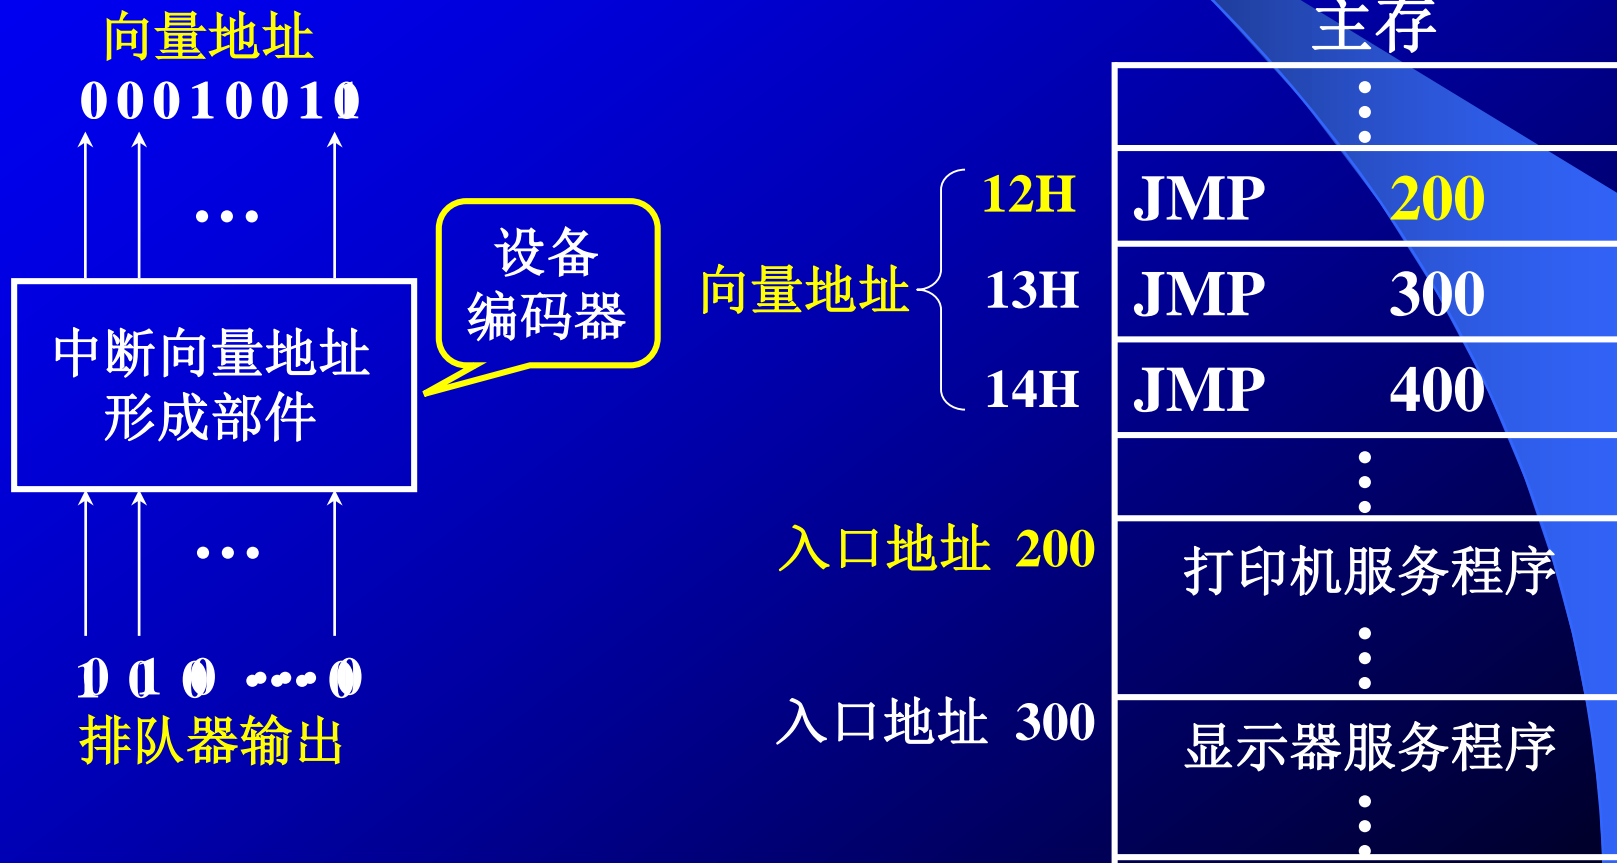 向量地址
0001001
排队器输出
中断向量地址
形成部件
设备
编码器
主存
向量地址
12H JMP 200
13H JMP 300
14H JMP 400
入口地址 200
打印机服务程序
入口地址 300
显示器服务程序